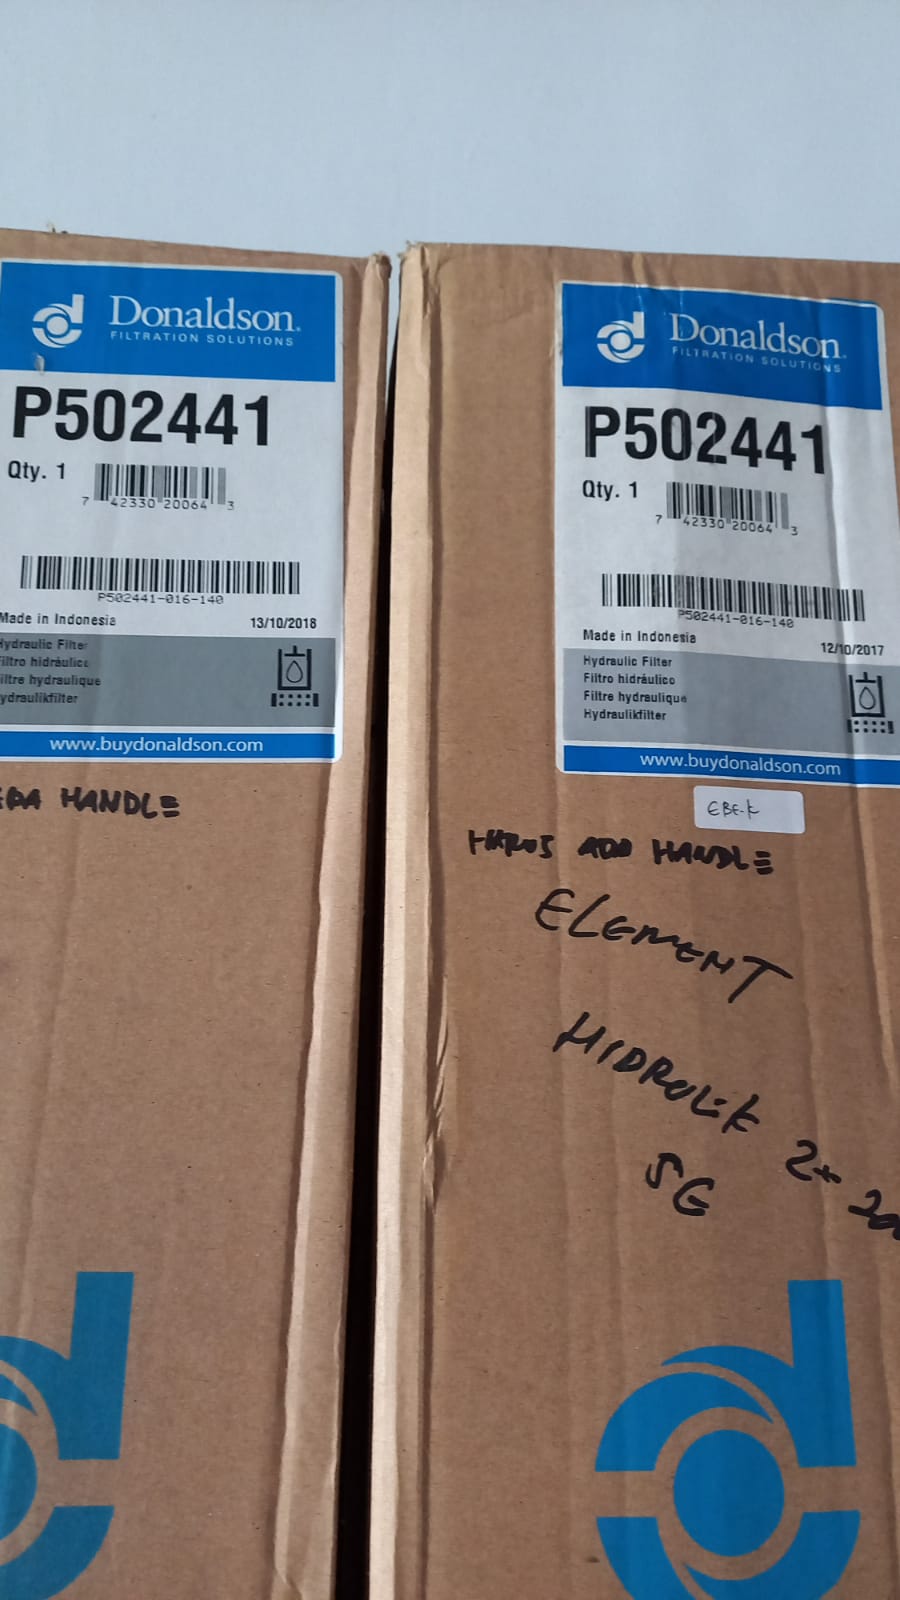 Donaldson.
FILTRATION SOLUTIONS
P502441
Qty. 1
7 42330 20064 3
P502441-016-140
Made in Indonesia 13/10/2018
Hydraulic Filter
Filtro hidráulico
Filtre hydraulique
ydraulikfilter
www.buydonaldson.com
HANDLE
Donaldson.
FILTRATION SOLUTIONS
P502441
Qty. 1
7 42330 20064 3
P502441-016-140
Made in Indonesia 12/10/2017
Hydraulic Filter
Filtro hidráulico
Filtre hydraulique
Hydraulikfilter
www.buydonaldson.com
HARUS ADA HANDLE
ELEMENT
HIDROLIK
SG